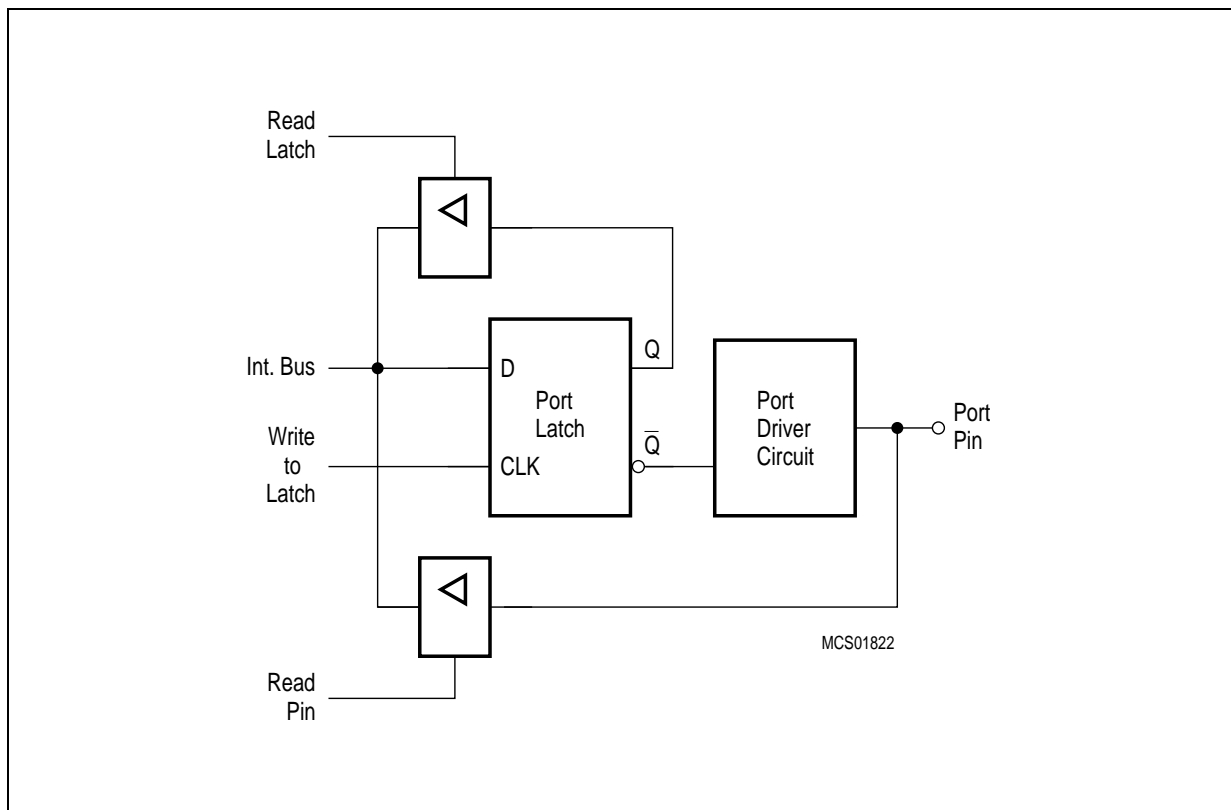 Read
Latch
Int. Bus
D
Q
Port
Latch
Q̅
Port
Driver
Circuit
Port
Pin
Write
to
Latch
CLK
MCS01822
Read
Pin